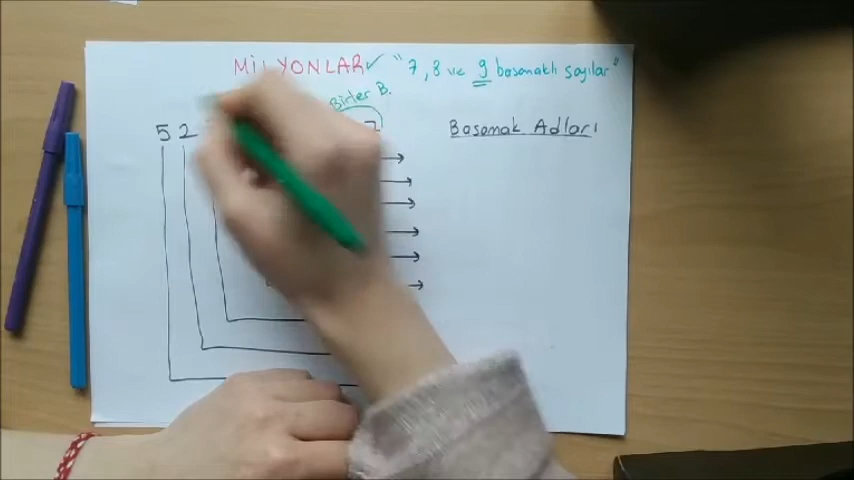 MİLYONLAR ✓ "7, 8 ve 9 basamaklı sayılar"
Birler B.
5 2
Basamak Adları